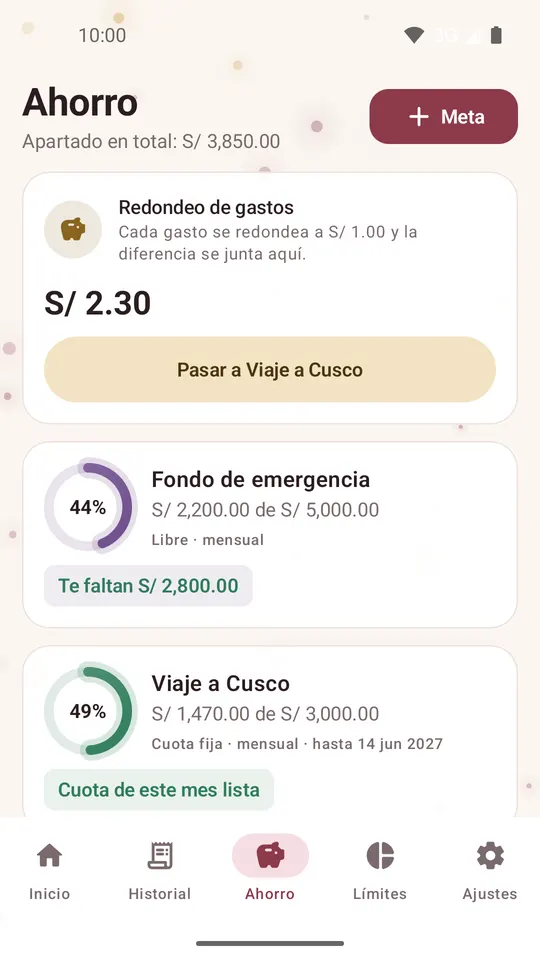 10:00
3G
Ahorro
Meta
Apartado en total: S/ 3,850.00
Redondeo de gastos
Cada gasto se redondea a S/ 1.00 y la
diferencia se junta aquí.
S/ 2.30
Pasar a Viaje a Cusco
44%
Fondo de emergencia
S/ 2,200.00 de S/ 5,000.00
Libre · mensual
Te faltan S/ 2,800.00
49%
Viaje a Cusco
S/ 1,470.00 de S/ 3,000.00
Cuota fija · mensual · hasta 14 jun 2027
Cuota de este mes lista
Inicio
Historial
Ahorro
Límites
Ajustes